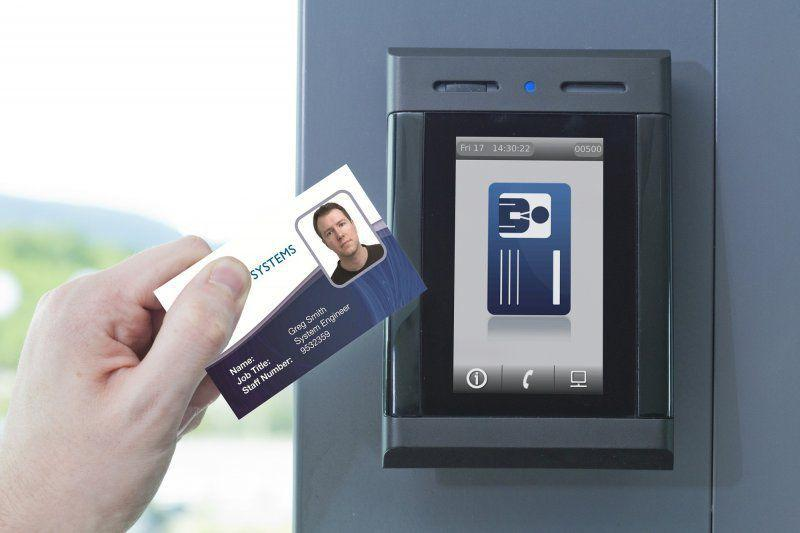 Fri 17 14:30:22 00500
SYSTEMS
Name: Greg Smith
Job Title: System Engineer
Staff Number: 9532359